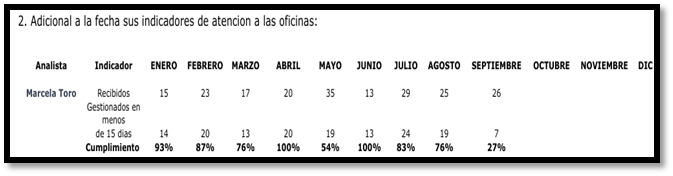 2. Adicional a la fecha sus indicadores de atencion a las oficinas:
Analista Indicador ENERO FEBRERO MARZO ABRIL MAYO JUNIO JULIO AGOSTO SEPTIEMBRE OCTUBRE NOVIEMBRE DIC
Marcela Toro Recibidos 15 23 17 20 35 13 29 25 26
Gestionados en
menos
de 15 dias 14 20 13 20 19 13 24 19 7
Cumplimiento 93% 87% 76% 100% 54% 100% 83% 76% 27%